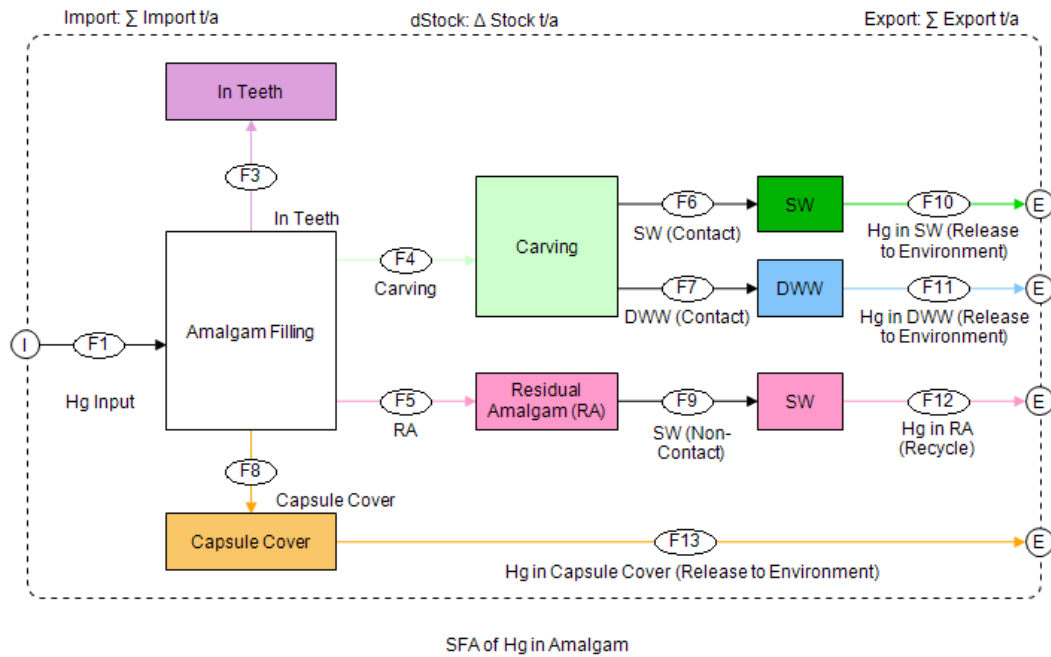 Import: ∑ Import t/a
dStock: Δ Stock t/a
Export: ∑ Export t/a
In Teeth
F3
In Teeth
F4
Carving
Carving
F6
SW (Contact)
SW
F10
Hg in SW (Release
to Environment)
E
F7
DWW (Contact)
DWW
F11
Hg in DWW (Release
to Environment)
E
I
F1
Hg Input
Amalgam Filling
F5
RA
Residual
Amalgam (RA)
F9
SW (Non-
Contact)
SW
F12
Hg in RA
(Recycle)
E
F8
Capsule Cover
Capsule Cover
F13
Hg in Capsule Cover (Release to Environment)
E
SFA of Hg in Amalgam